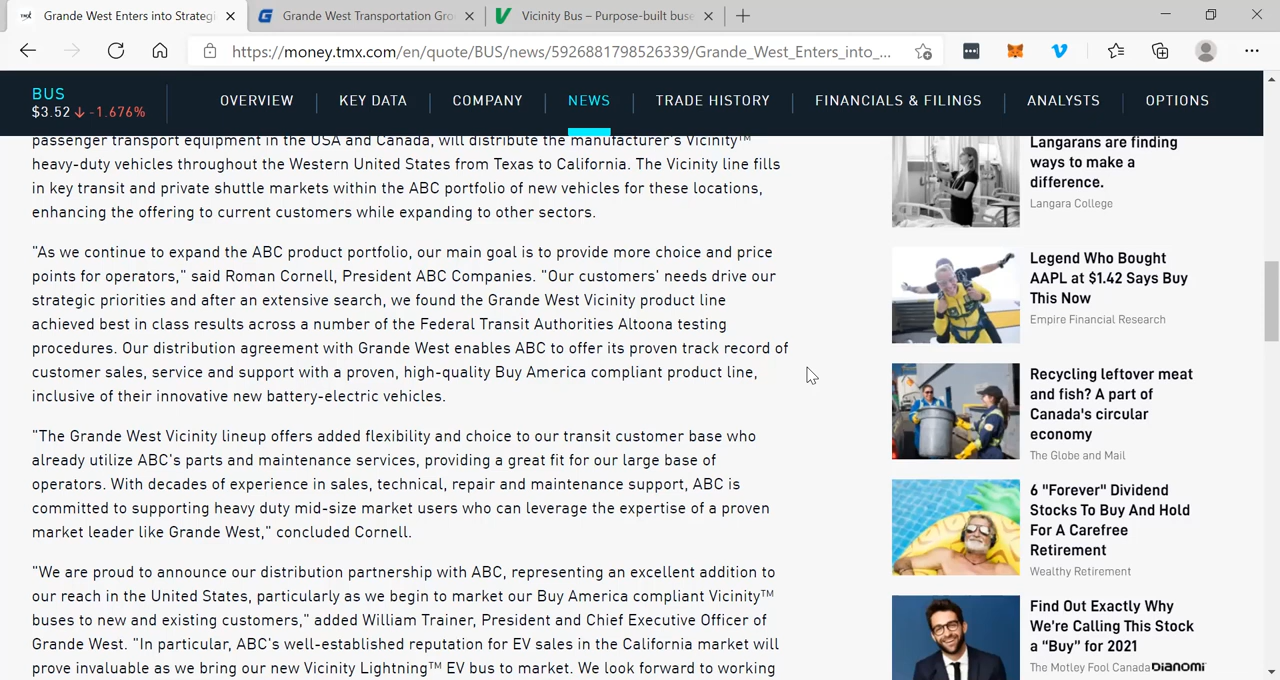 Grande West Enters into Strategi
Grande West Transportation Gro
Vicinity Bus – Purpose-built buse
https://money.tmx.com/en/quote/BUS/news/5926881798526339/Grande_West_Enters_into_...
BUS
$3.52 -1.676%
OVERVIEW
KEY DATA
COMPANY
NEWS
TRADE HISTORY
FINANCIALS & FILINGS
ANALYSTS
OPTIONS
passenger transport equipment in the USA and Canada, will distribute the manufacturer's Vicinity™
heavy-duty vehicles throughout the Western United States from Texas to California. The Vicinity line fills
in key transit and private shuttle markets within the ABC portfolio of new vehicles for these locations,
enhancing the offering to current customers while expanding to other sectors.
"As we continue to expand the ABC product portfolio, our main goal is to provide more choice and price
points for operators," said Roman Cornell, President ABC Companies. "Our customers' needs drive our
strategic priorities and after an extensive search, we found the Grande West Vicinity product line
achieved best in class results across a number of the Federal Transit Authorities Altoona testing
procedures. Our distribution agreement with Grande West enables ABC to offer its proven track record of
customer sales, service and support with a proven, high-quality Buy America compliant product line,
inclusive of their innovative new battery-electric vehicles.
"The Grande West Vicinity lineup offers added flexibility and choice to our transit customer base who
already utilize ABC's parts and maintenance services, providing a great fit for our large base of
operators. With decades of experience in sales, technical, repair and maintenance support, ABC is
committed to supporting heavy duty mid-size market users who can leverage the expertise of a proven
market leader like Grande West," concluded Cornell.
"We are proud to announce our distribution partnership with ABC, representing an excellent addition to
our reach in the United States, particularly as we begin to market our Buy America compliant Vicinity™
buses to new and existing customers," added William Trainer, President and Chief Executive Officer of
Grande West. "In particular, ABC's well-established reputation for EV sales in the California market will
prove invaluable as we bring our new Vicinity Lightning™ EV bus to market. We look forward to working
Langarans are finding
ways to make a
difference.
Langara College
Legend Who Bought
AAPL at $1.42 Says Buy
This Now
Empire Financial Research
Recycling leftover meat
and fish? A part of
Canada's circular
economy
The Globe and Mail
6 "Forever" Dividend
Stocks To Buy And Hold
For A Carefree
Retirement
Wealthy Retirement
Find Out Exactly Why
We're Calling This Stock
a "Buy" for 2021
The Motley Fool Canada
DIANOMI